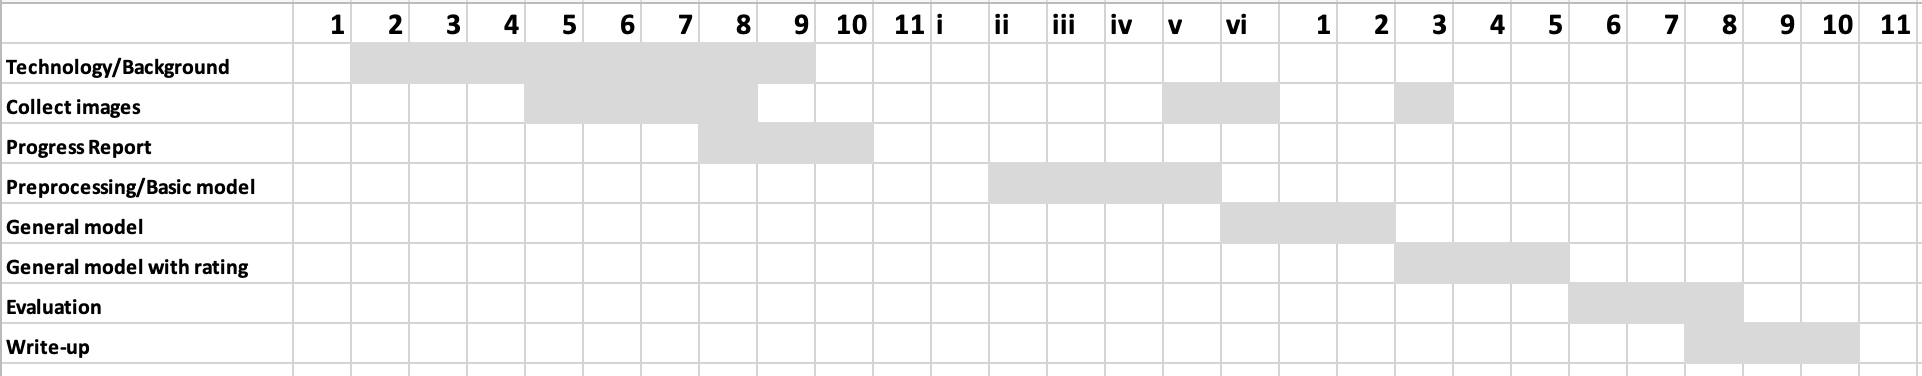 1 2 3 4 5 6 7 8 9 10 11 i ii iii iv v vi 1 2 3 4 5 6 7 8 9 10 11
Technology/Background
Collect images
Progress Report
Preprocessing/Basic model
General model
General model with rating
Evaluation
Write-up